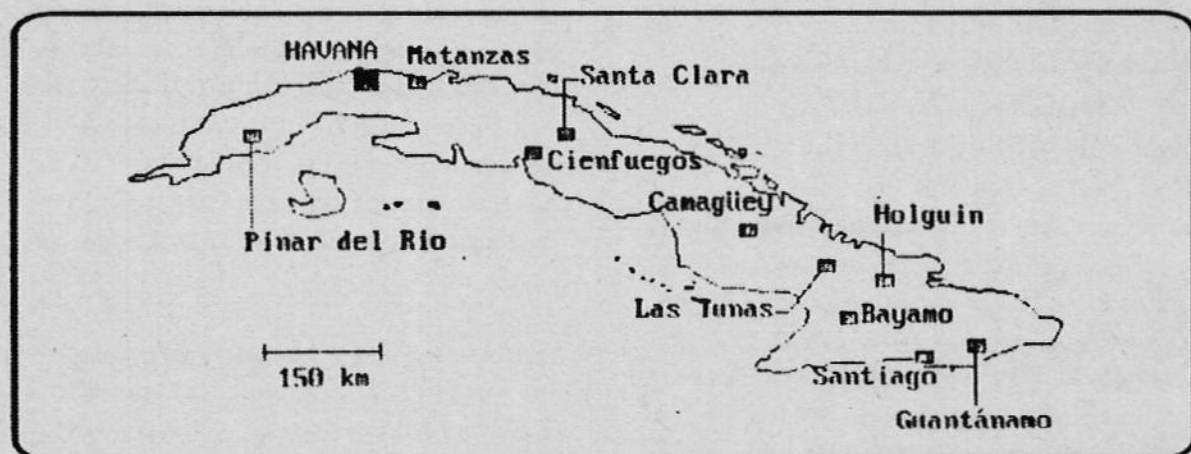 HAVANA
Matanzas
Santa Clara
Cienfuegos
Camagüey
Holguin
Pinar del Rio
Las Tunas
Bayamo
150 km
Santiago
Guantánamo